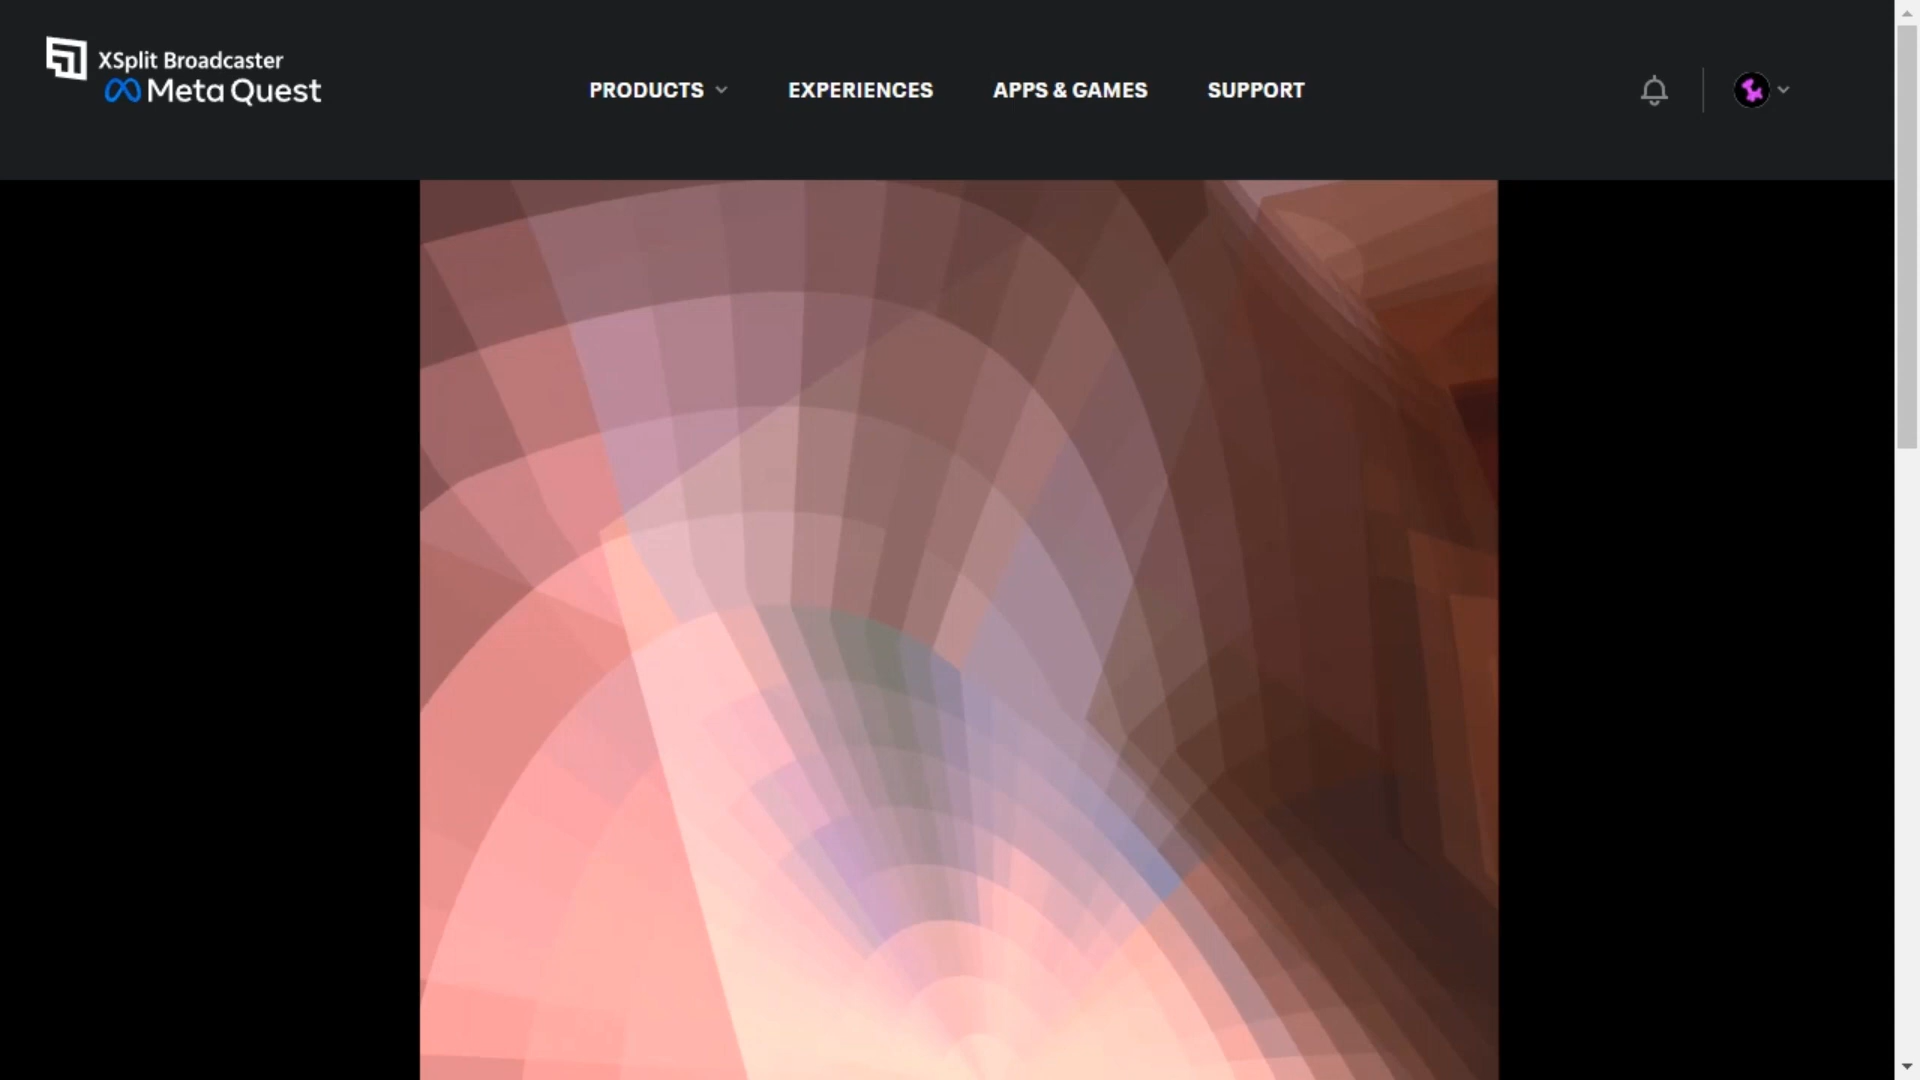 XSplit Broadcaster
Meta Quest
PRODUCTS
EXPERIENCES
APPS & GAMES
SUPPORT